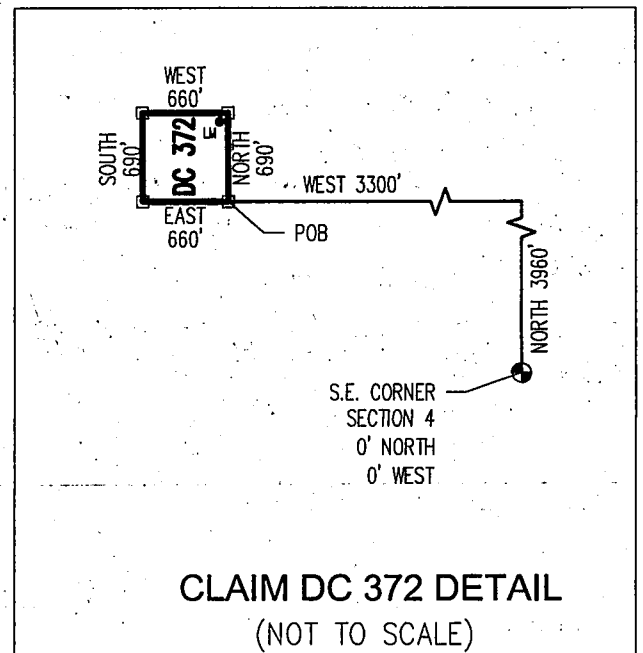 WEST
660'
SOUTH
690'
DC 372
NORTH
690'
EAST
660'
WEST 3300'
POB
NORTH 3960'
S.E. CORNER
SECTION 4
0' NORTH
0' WEST
CLAIM DC 372 DETAIL
(NOT TO SCALE)